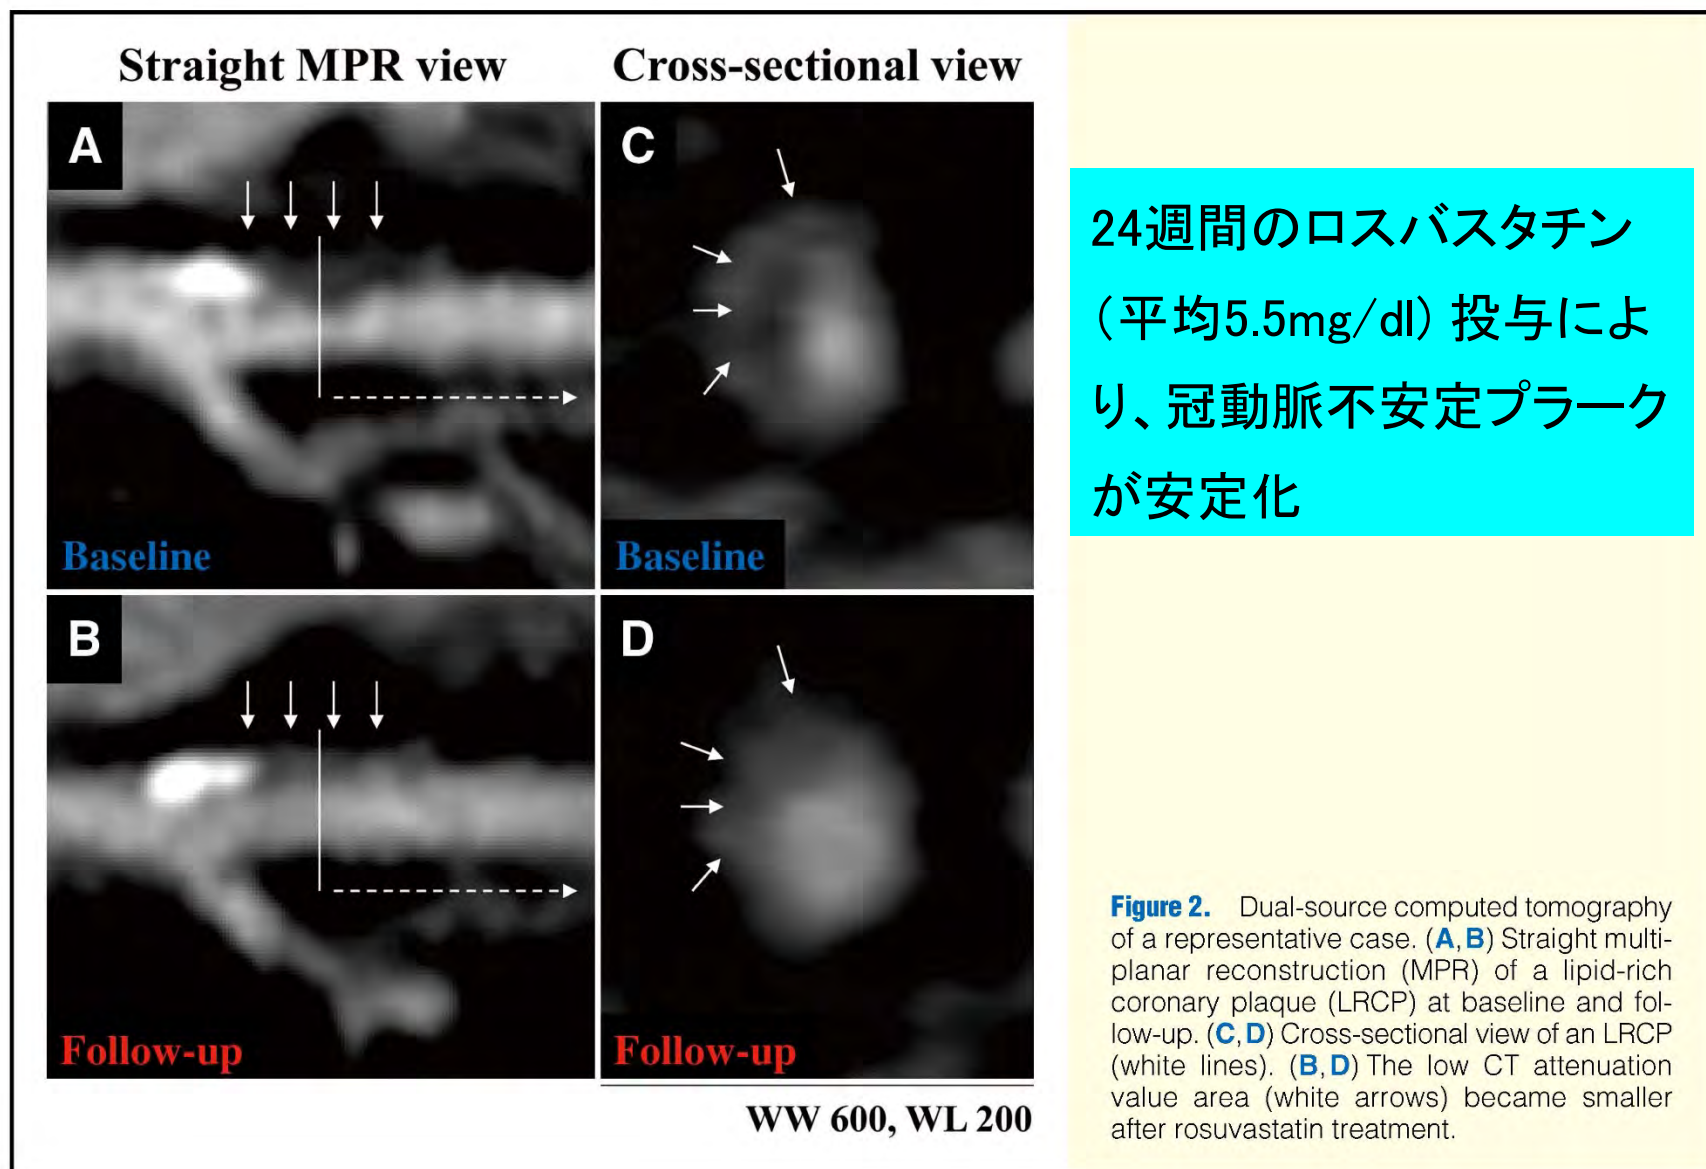 Straight MPR view
Cross-sectional view
A
Baseline
C
Baseline
B
Follow-up
D
Follow-up
WW 600, WL 200
24週間のロスバスタチン
（平均5.5mg/dl）投与によ
り、冠動脈不安定プラーク
が安定化
Figure 2. Dual-source computed tomography
of a representative case. (A,B) Straight multi-
planar reconstruction (MPR) of a lipid-rich
coronary plaque (LRCP) at baseline and fol-
low-up. (C,D) Cross-sectional view of an LRCP
(white lines). (B,D) The low CT attenuation
value area (white arrows) became smaller
after rosuvastatin treatment.